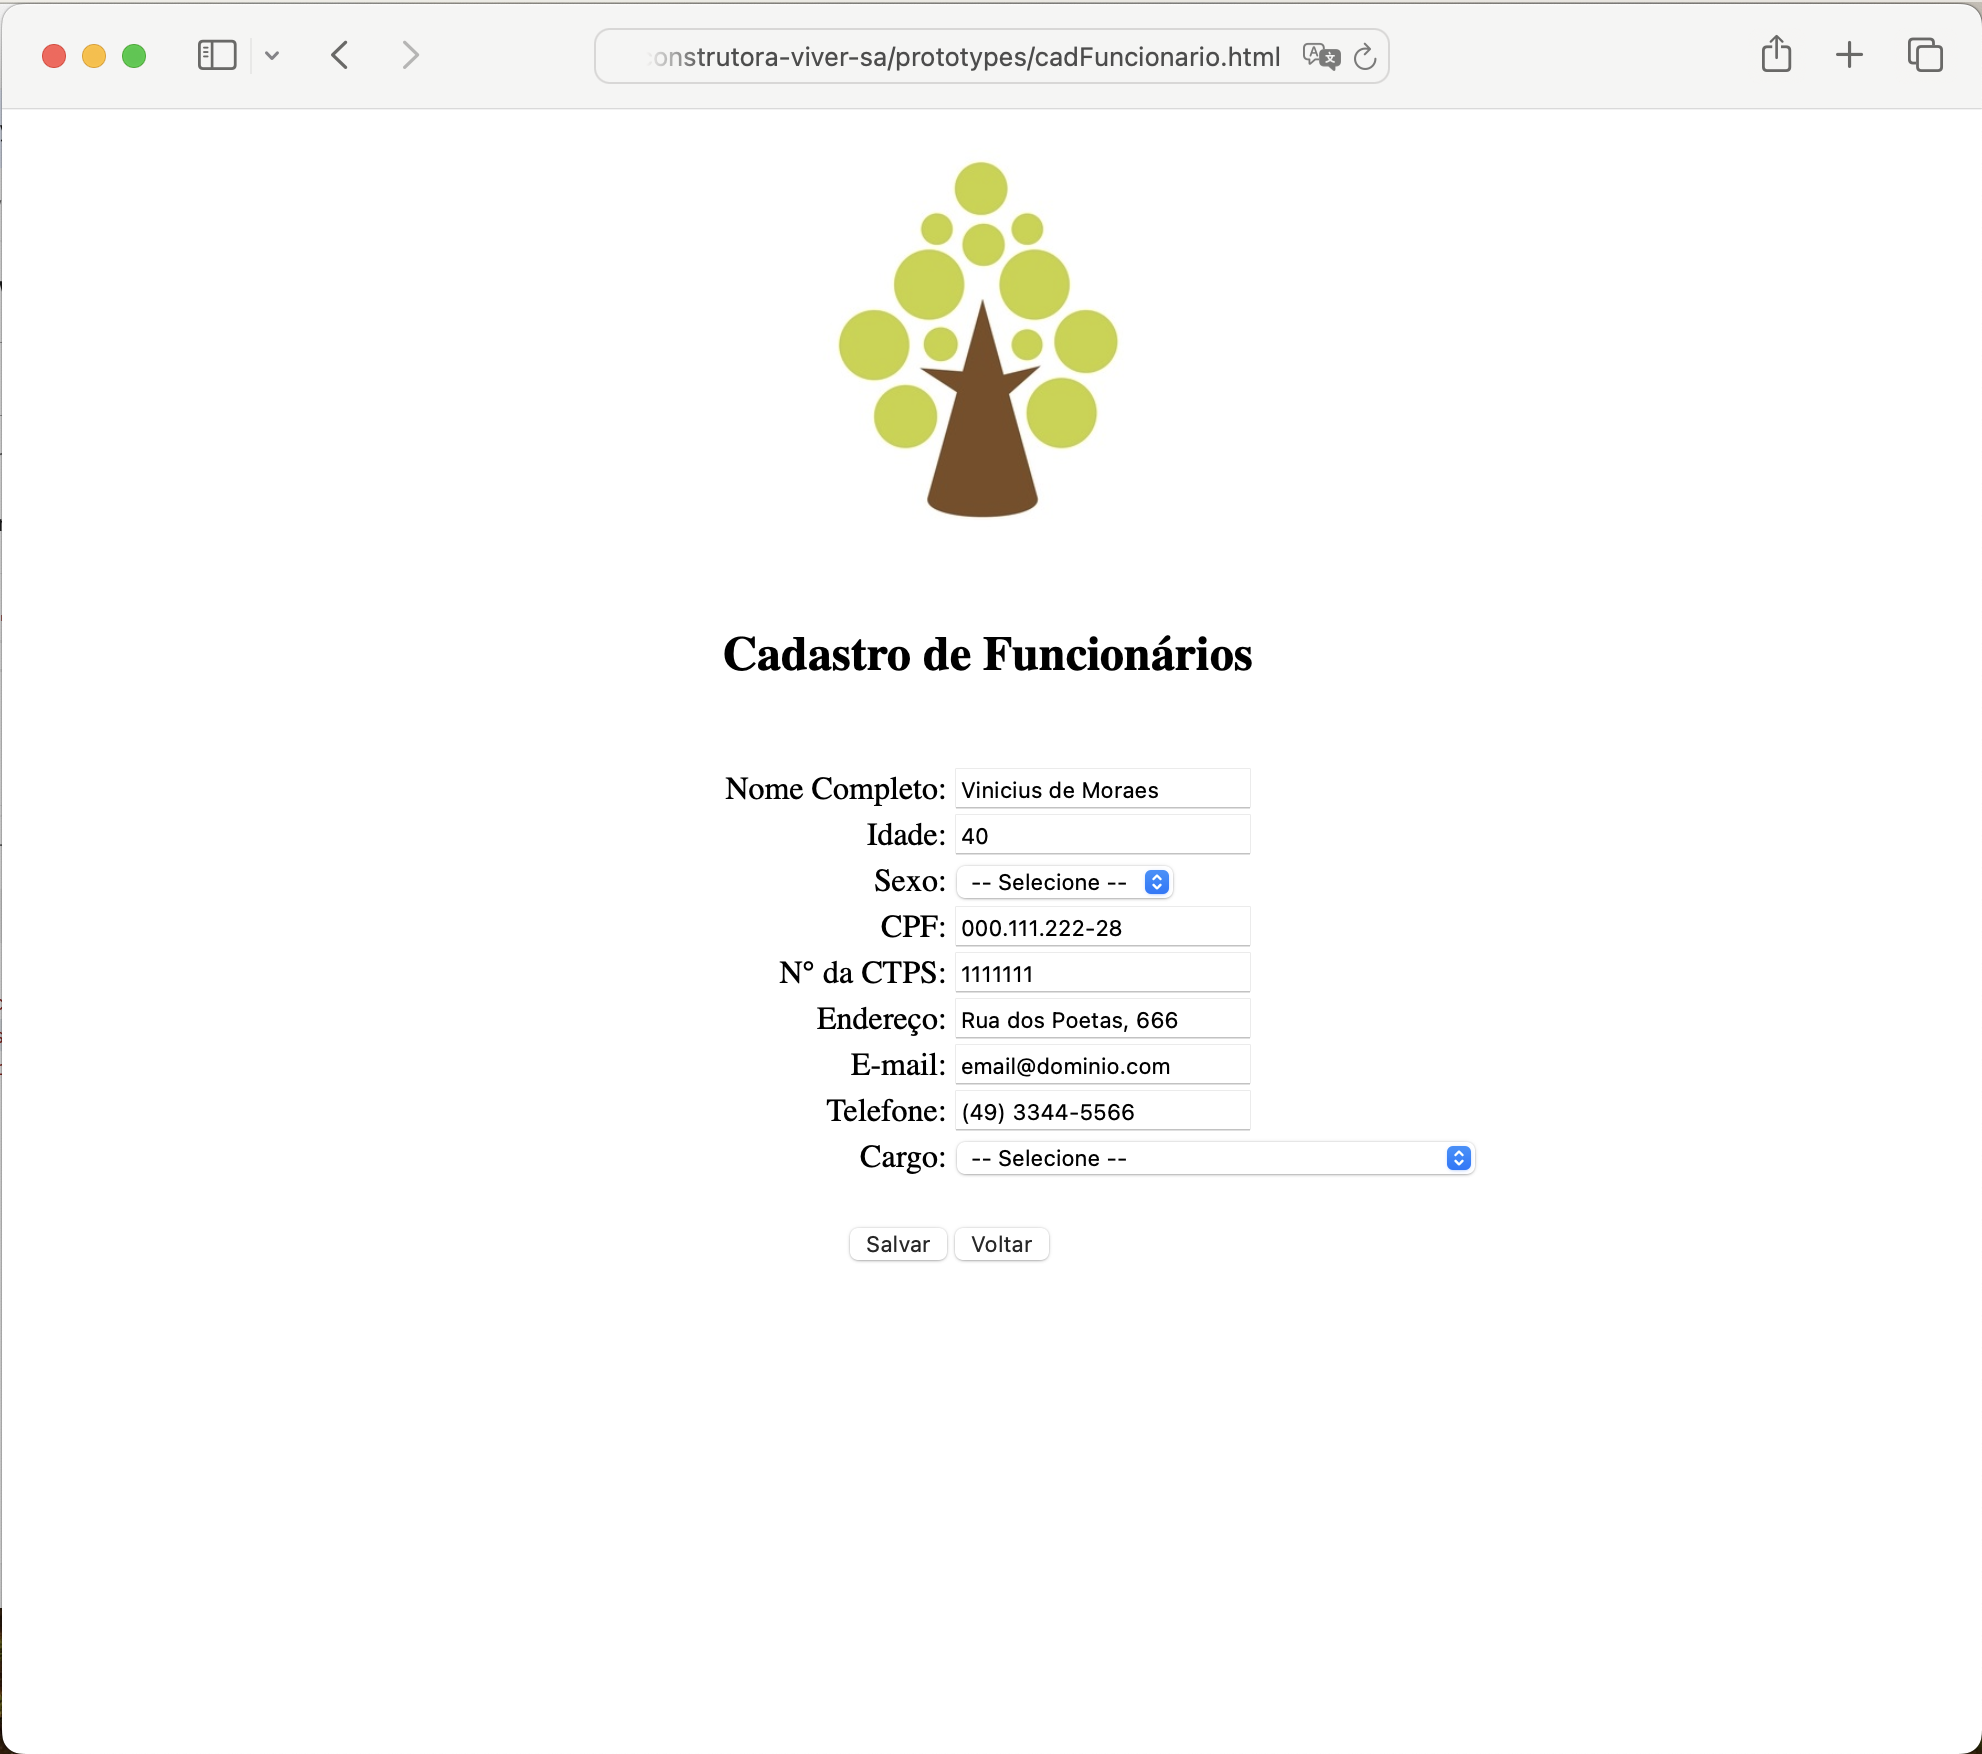 onstrutora-viver-sa/prototypes/cadFuncionario.html
Cadastro de Funcionários
Nome Completo: Vinicius de Moraes
Idade: 40
Sexo: -- Selecione --
CPF: 000.111.222-28
N° da CTPS: 1111111
Endereço: Rua dos Poetas, 666
E-mail: email@dominio.com
Telefone: (49) 3344-5566
Cargo: -- Selecione --
Salvar Voltar